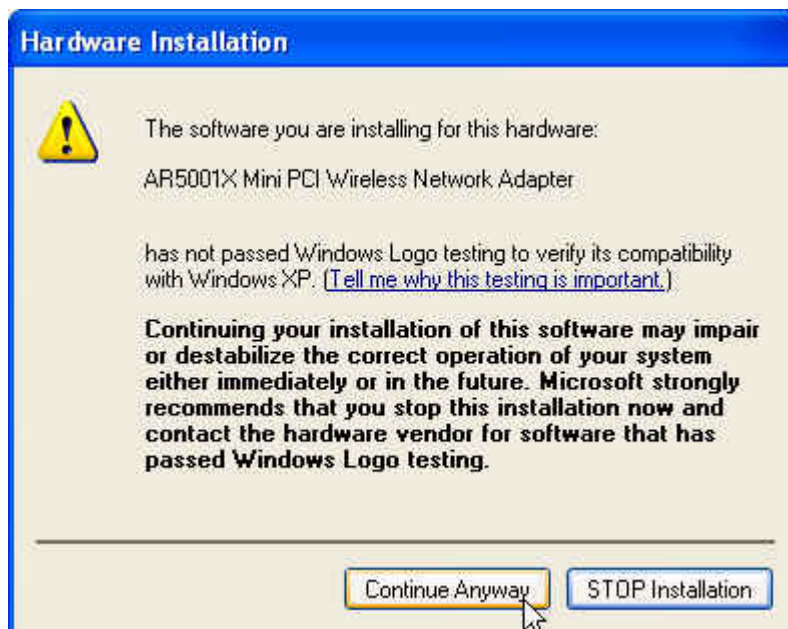 Hardware Installation
The software you are installing for this hardware:
AR5001X Mini PCI Wireless Network Adapter
has not passed Windows Logo testing to verify its compatibility
with Windows XP. (Tell me why this testing is important.)
Continuing your installation of this software may impair
or destabilize the correct operation of your system
either immediately or in the future. Microsoft strongly
recommends that you stop this installation now and
contact the hardware vendor for software that has
passed Windows Logo testing.
Continue Anyway STOP Installation